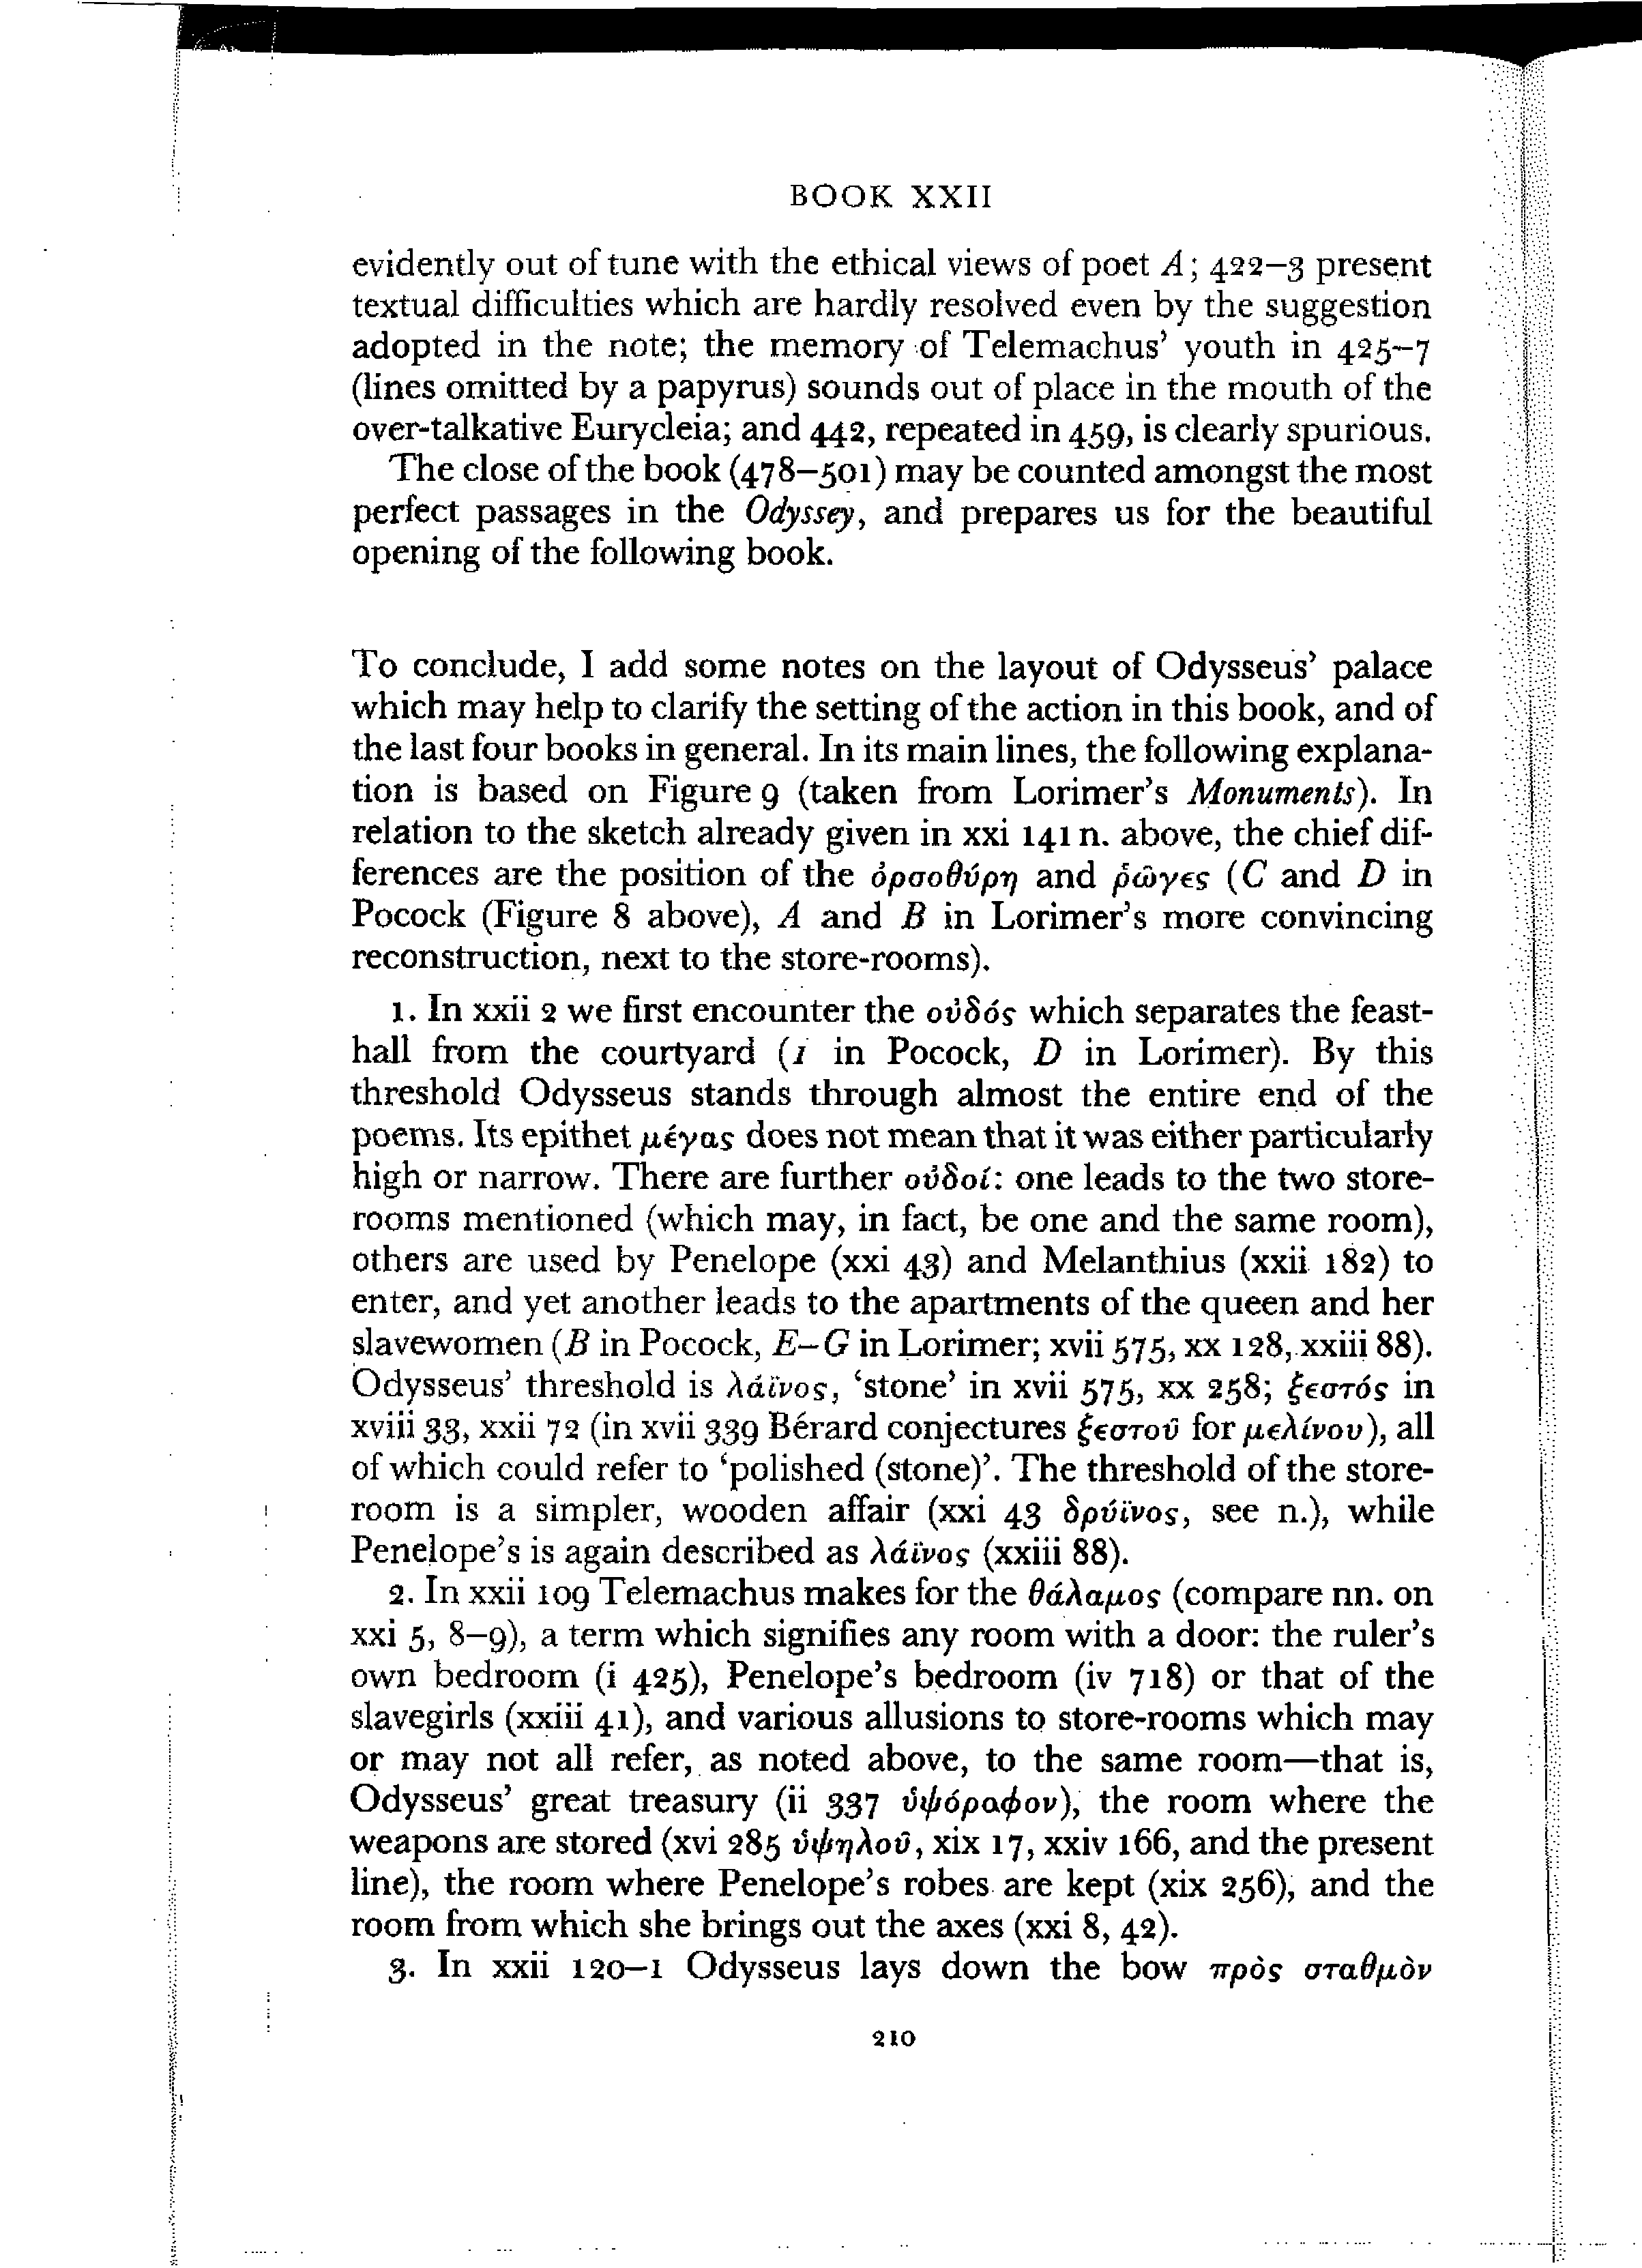 BOOK XXII
evidently out of tune with the ethical views of poet A; 422–3 present
textual difficulties which are hardly resolved even by the suggestion
adopted in the note; the memory of Telemachus’ youth in 425–7
(lines omitted by a papyrus) sounds out of place in the mouth of the
over-talkative Eurycleia; and 442, repeated in 459, is clearly spurious.
The close of the book (478–501) may be counted amongst the most
perfect passages in the Odyssey, and prepares us for the beautiful
opening of the following book.
To conclude, I add some notes on the layout of Odysseus’ palace
which may help to clarify the setting of the action in this book, and of
the last four books in general. In its main lines, the following explana-
tion is based on Figure 9 (taken from Lorimer’s Monuments). In
relation to the sketch already given in xxi 141 n. above, the chief dif-
ferences are the position of the ὀρσοθύρη and ῥῶγες (C and D in
Pocock (Figure 8 above), A and B in Lorimer’s more convincing
reconstruction, next to the store-rooms).
1. In xxii 2 we first encounter the οὐδός which separates the feast-
hall from the courtyard (1 in Pocock, D in Lorimer). By this
threshold Odysseus stands through almost the entire end of the
poems. Its epithet μέγας does not mean that it was either particularly
high or narrow. There are further οὐδοί: one leads to the two store-
rooms mentioned (which may, in fact, be one and the same room),
others are used by Penelope (xxi 43) and Melanthius (xxii 182) to
enter, and yet another leads to the apartments of the queen and her
slavewomen (B in Pocock, E–G in Lorimer; xvii 575, xx 128, xxiii 88).
Odysseus’ threshold is λάϊνος, ‘stone’ in xvii 575, xx 258; ξεστός in
xviii 33, xxii 72 (in xvii 339 Bérard conjectures ξεστοῦ for μελίνου), all
of which could refer to ‘polished (stone)’. The threshold of the store-
room is a simpler, wooden affair (xxi 43 δρύϊνος, see n.), while
Penelope’s is again described as λάϊνος (xxiii 88).
2. In xxii 109 Telemachus makes for the θάλαμος (compare nn. on
xxi 5, 8–9), a term which signifies any room with a door: the ruler’s
own bedroom (i 425), Penelope’s bedroom (iv 718) or that of the
slavegirls (xxiii 41), and various allusions to store-rooms which may
or may not all refer, as noted above, to the same room—that is,
Odysseus’ great treasury (ii 337 ὑψόροφον), the room where the
weapons are stored (xvi 285 ὑψηλοῦ, xix 17, xxiv 166, and the present
line), the room where Penelope’s robes are kept (xix 256), and the
room from which she brings out the axes (xxi 8, 42).
3. In xxii 120–1 Odysseus lays down the bow πρὸς σταθμὸν
210